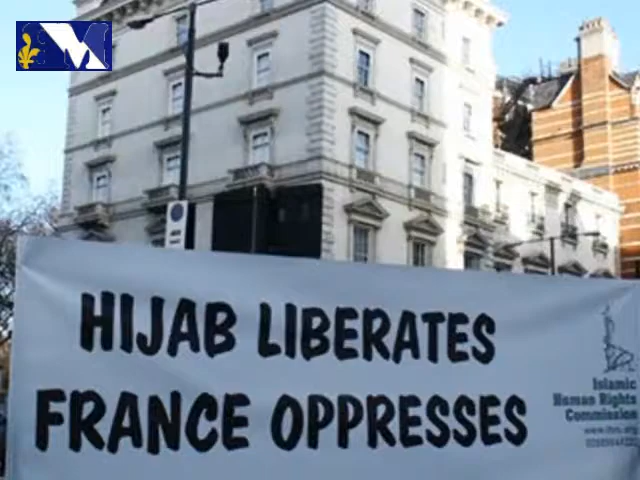 M
HIJAB LIBERATES
FRANCE OPPRESSES
Islamic
Human Rights
Commission
www.ihrc.org